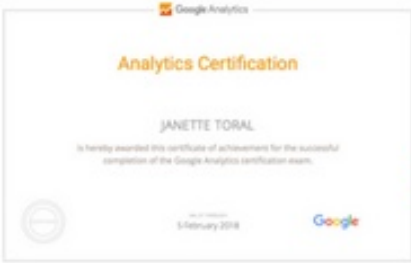 Google Analytics
Analytics Certification
JANETTE TORAL
is hereby awarded this certificate of achievement for the successful
completion of the Google Analytics certification exam.
5 February 2018
Google